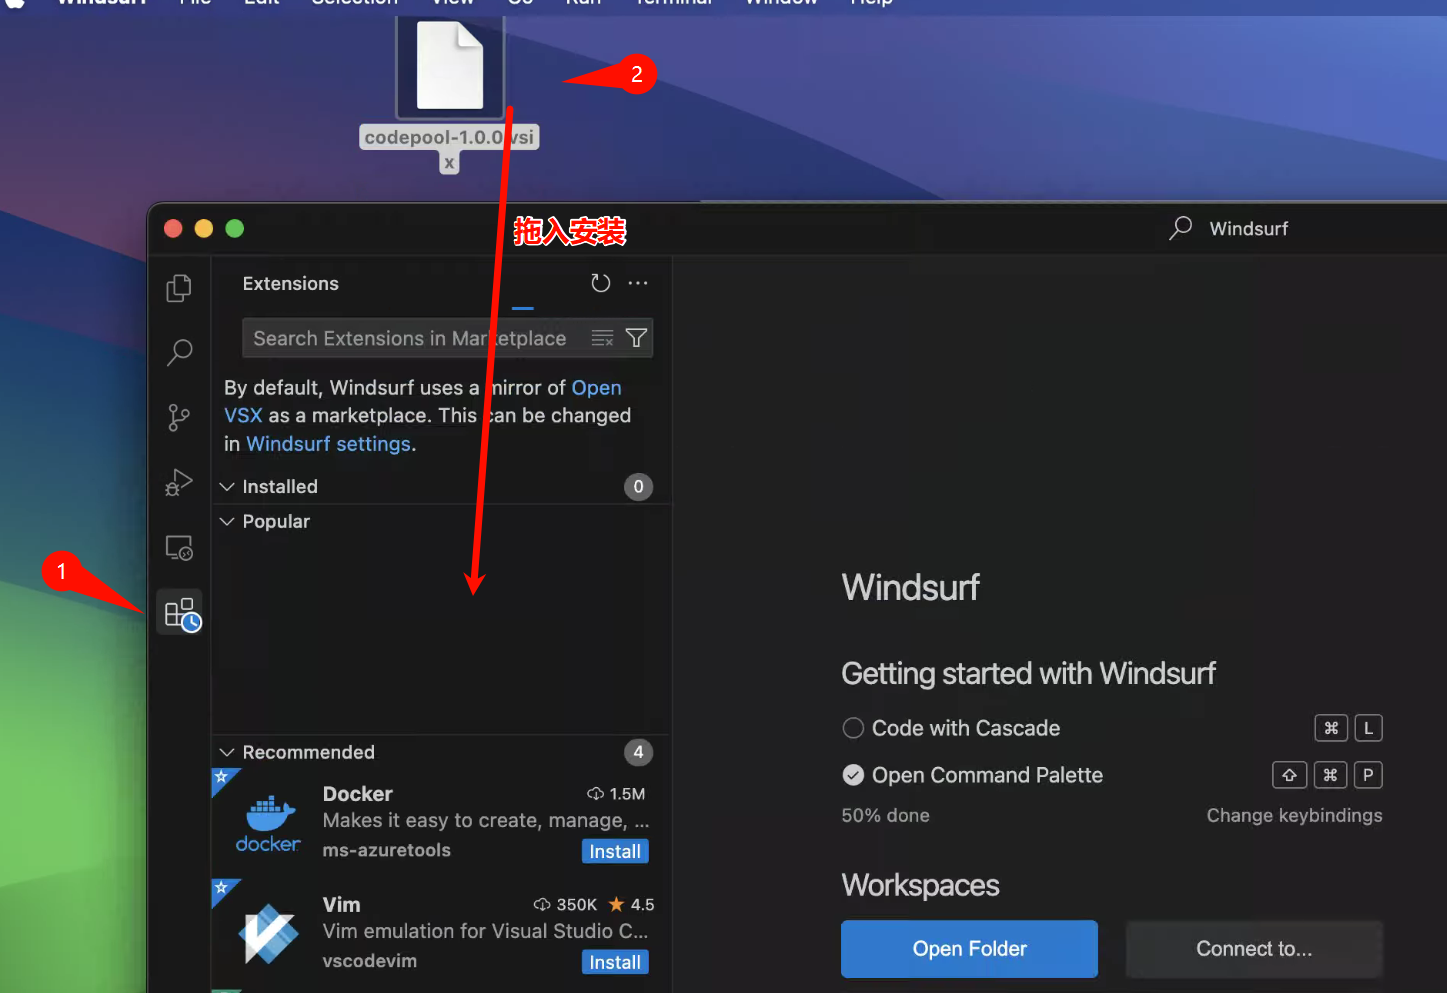 Windsurf File Edit Selection View Go Run Terminal Window Help
2
codepool-1.0.0.vsi
x
拖入安装
Windsurf
Extensions
Search Extensions in Marketplace
By default, Windsurf uses a mirror of Open
VSX as a marketplace. This can be changed
in Windsurf settings.
Installed 0
Popular
1
Recommended 4
Docker 1.5M
Makes it easy to create, manage, ...
ms-azuretools Install
docker
Vim 350K 4.5
Vim emulation for Visual Studio C...
vscodevim Install
Windsurf
Getting started with Windsurf
Code with Cascade ⌘ L
Open Command Palette ⇧ ⌘ P
50% done Change keybindings
Workspaces
Open Folder Connect to...